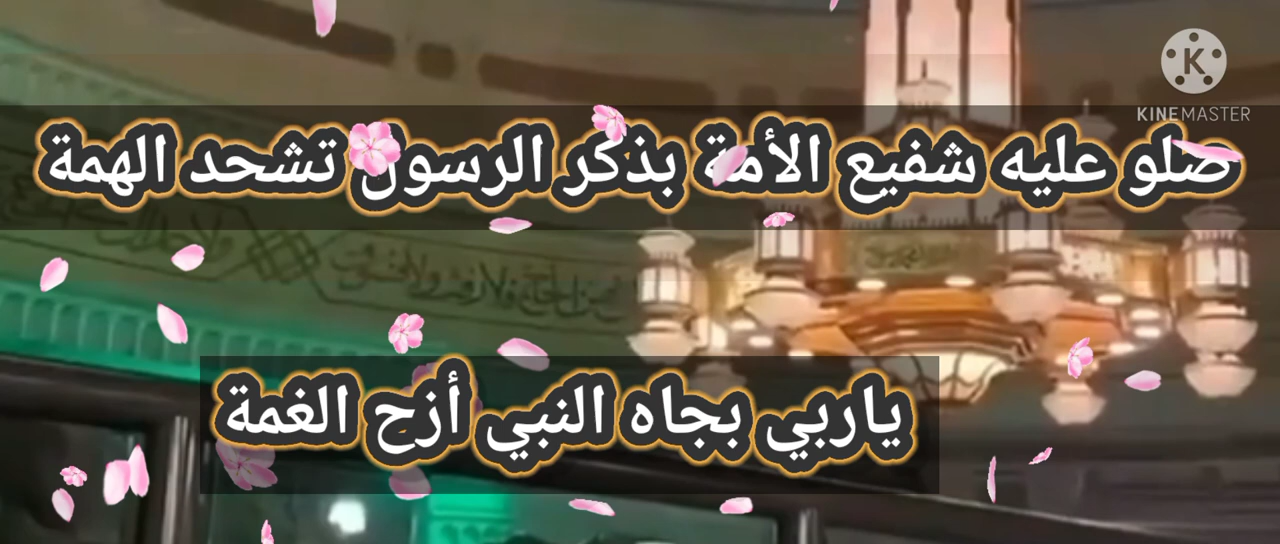 KINEMASTER
صلو عليه شفيع الأمة بذكر الرسول تشحد الهمة
ياربي بجاه النبي أزح الغمة